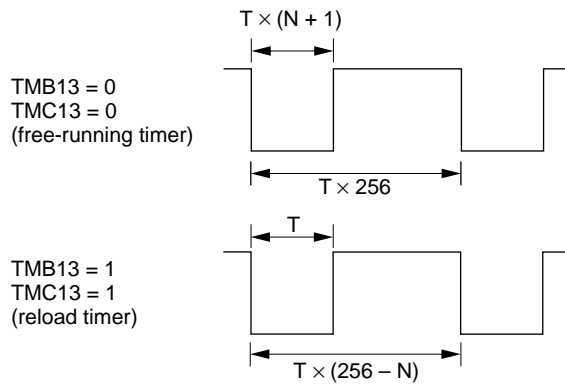 T × (N + 1)
TMB13 = 0
TMC13 = 0
(free-running timer)
T × 256
T
TMB13 = 1
TMC13 = 1
(reload timer)
T × (256 – N)